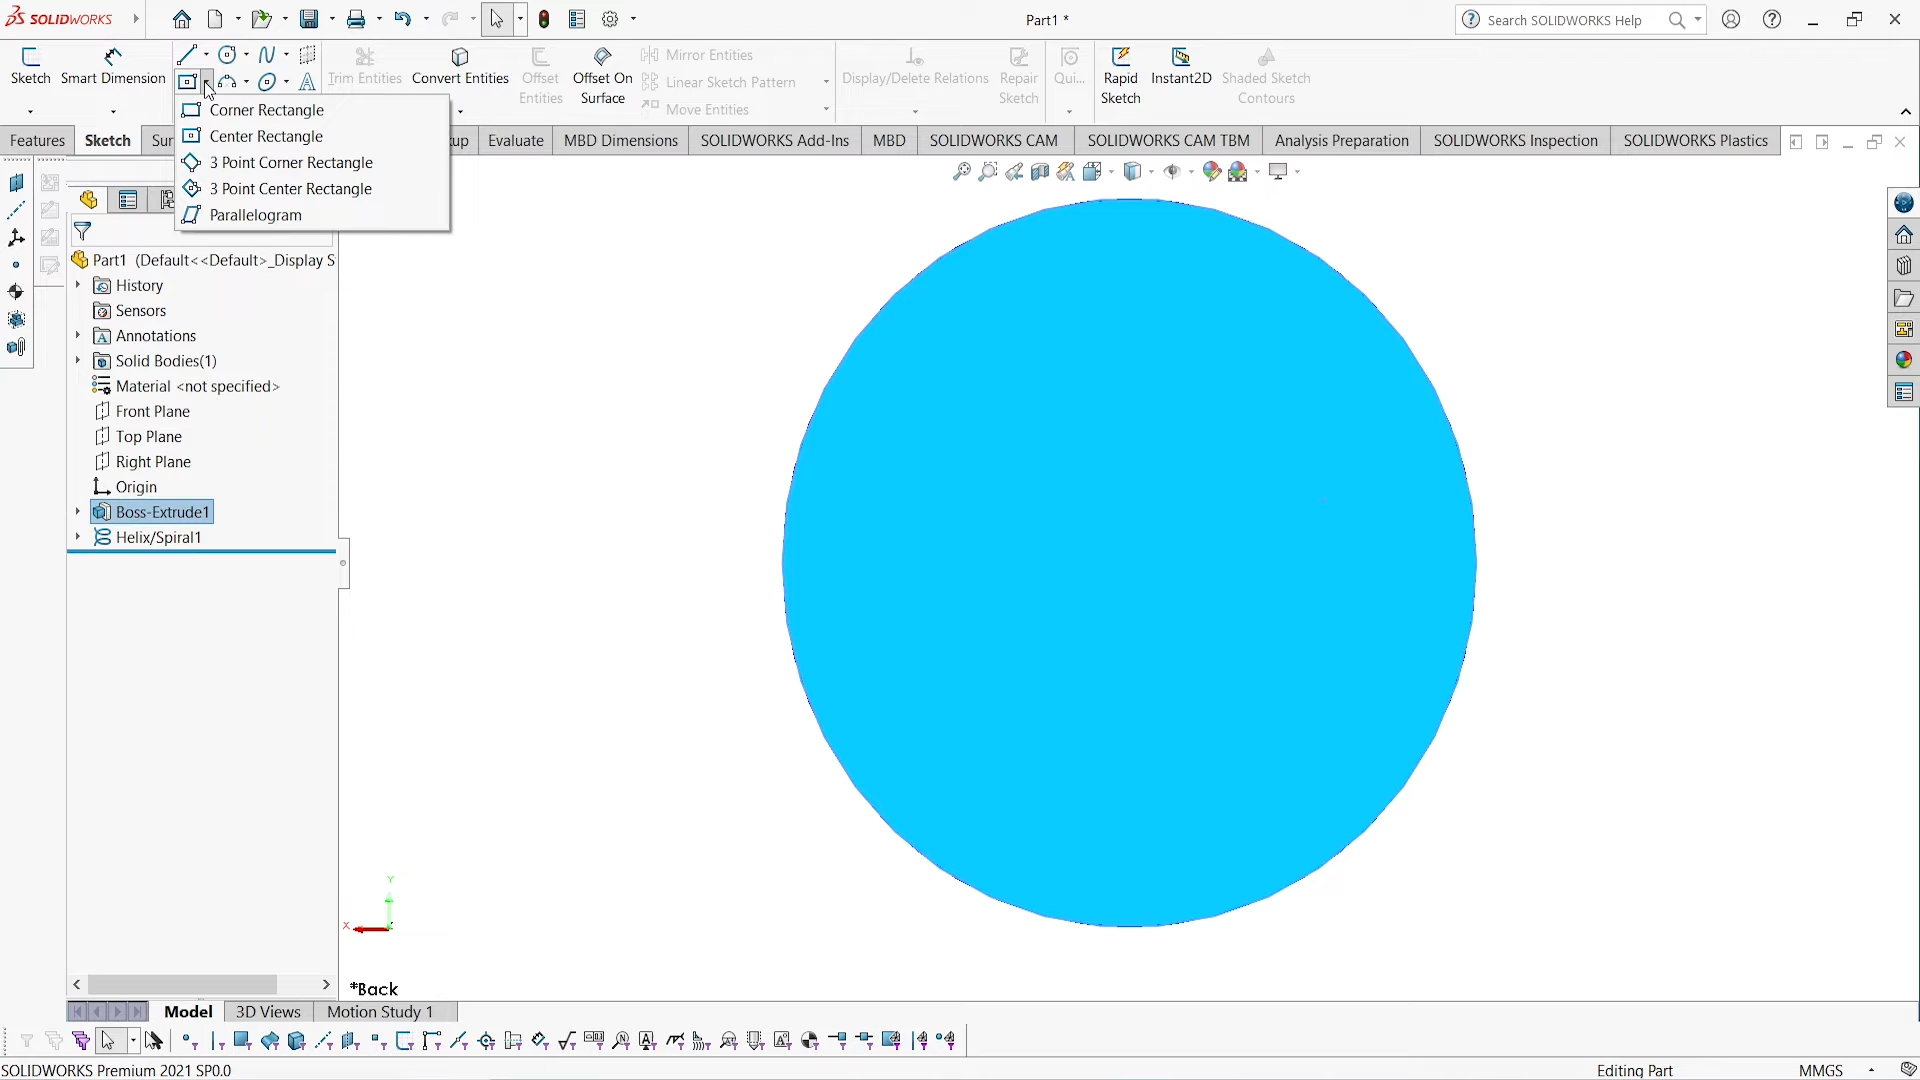 SOLIDWORKS
Part1 *
Search SOLIDWORKS Help
Sketch
Smart Dimension
Trim Entities
Convert Entities
Offset Entities
Offset On Surface
Mirror Entities
Linear Sketch Pattern
Move Entities
Display/Delete Relations
Repair Sketch
Qui...
Rapid Sketch
Instant2D
Shaded Sketch Contours
Corner Rectangle
Center Rectangle
3 Point Corner Rectangle
3 Point Center Rectangle
Parallelogram
Features
Sketch
Sur
up
Evaluate
MBD Dimensions
SOLIDWORKS Add-Ins
MBD
SOLIDWORKS CAM
SOLIDWORKS CAM TBM
Analysis Preparation
SOLIDWORKS Inspection
SOLIDWORKS Plastics
Part1 (Default<<Default>_Display S
History
Sensors
Annotations
Solid Bodies(1)
Material <not specified>
Front Plane
Top Plane
Right Plane
Origin
Boss-Extrude1
Helix/Spiral1
Y
X
*Back
Model
3D Views
Motion Study 1
SOLIDWORKS Premium 2021 SP0.0
Editing Part
MMGS